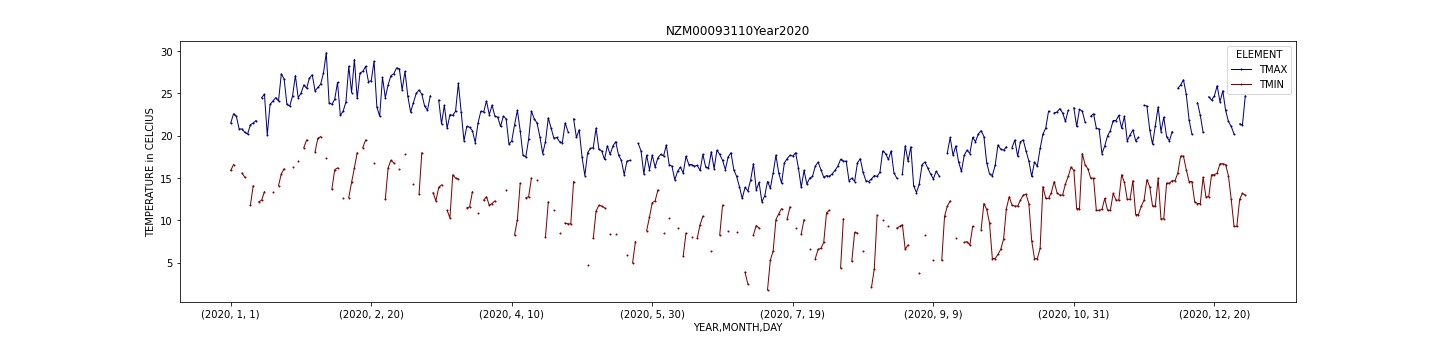 NZM00093110Year2020
30
25
20
15
10
5
TEMPERATURE in CELCIUS
ELEMENT
TMAX
TMIN
(2020, 1, 1) (2020, 2, 20) (2020, 4, 10) (2020, 5, 30) (2020, 7, 19) (2020, 9, 9) (2020, 10, 31) (2020, 12, 20)
YEAR,MONTH,DAY